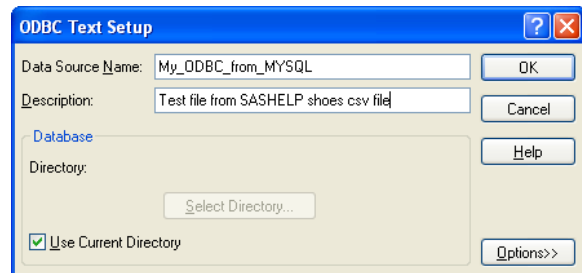 ODBC Text Setup
Data Source Name: My_ODBC_from_MYSQL OK
Description: Test file from SASHELP shoes csv file Cancel
Database Help
Directory:
Select Directory...
Use Current Directory Options>>